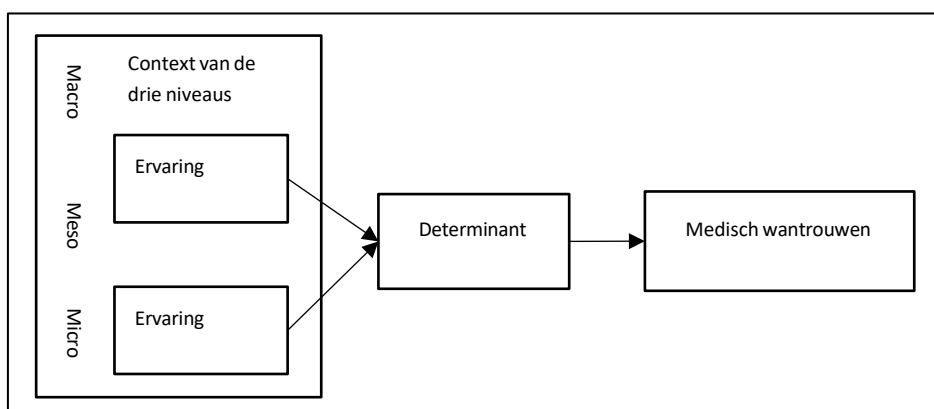 Macro
Context van de
drie niveaus
Ervaring
Meso
Determinant
Medisch wantrouwen
Micro
Ervaring